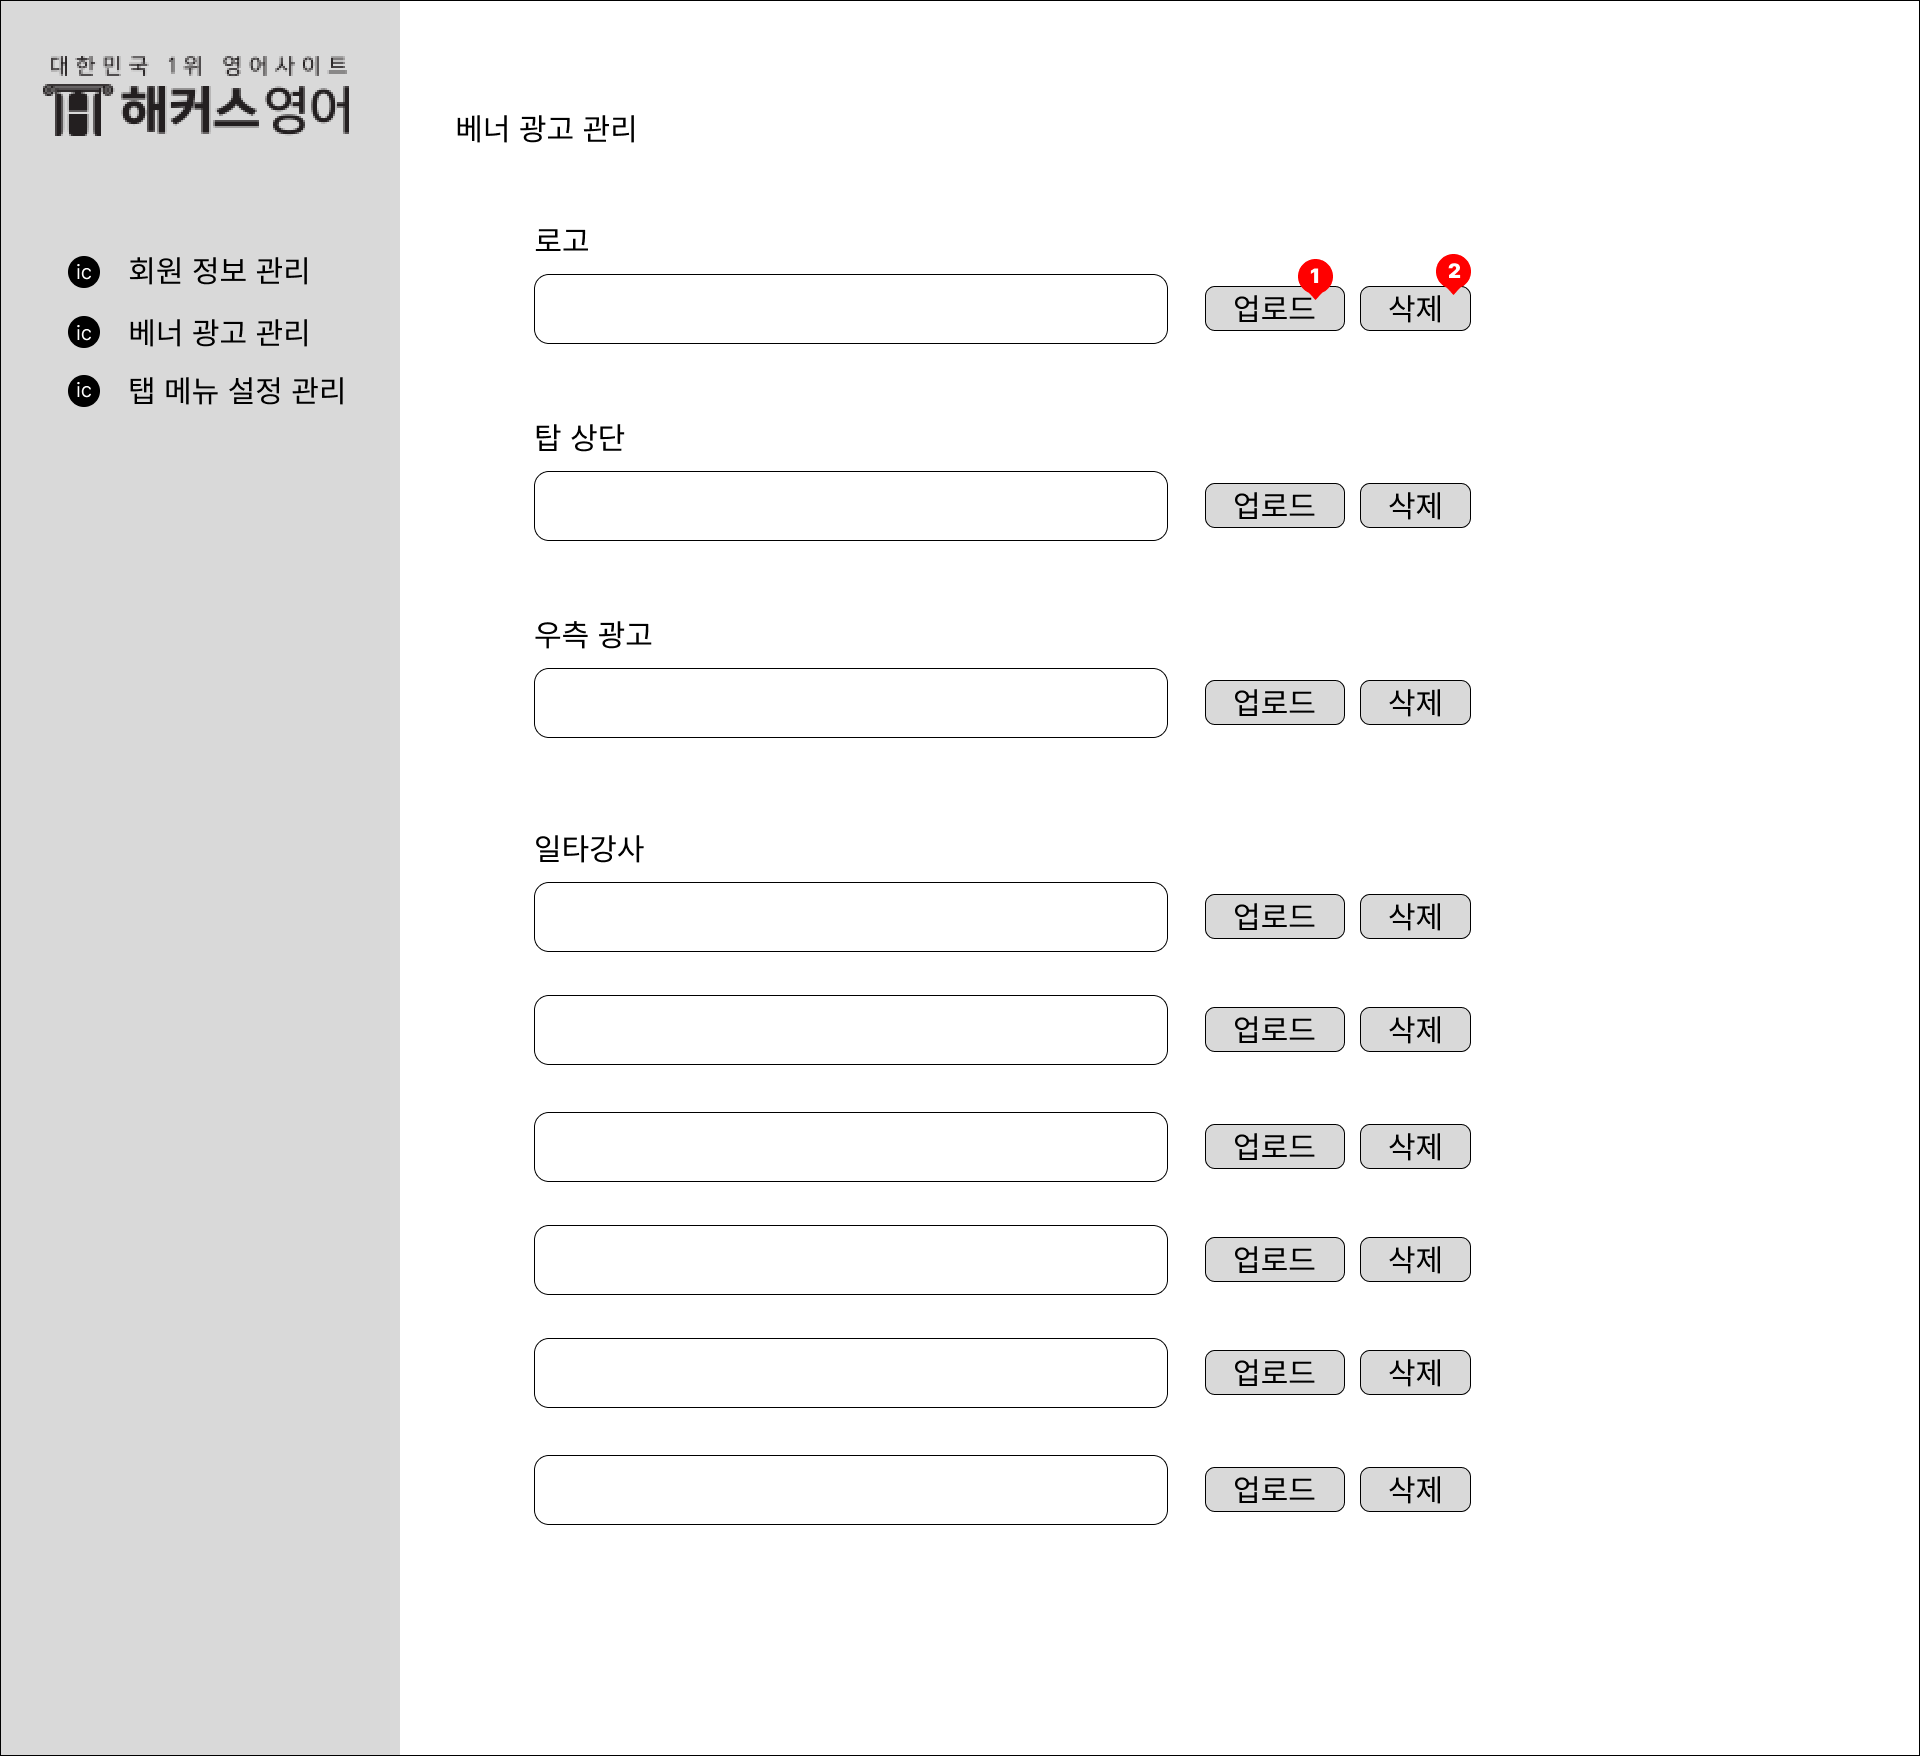 대한민국 1위 영어사이트
해커스영어
ic 회원 정보 관리
ic 베너 광고 관리
ic 탭 메뉴 설정 관리
베너 광고 관리
로고
1
2
업로드 삭제
탑 상단
업로드 삭제
우측 광고
업로드 삭제
일타강사
업로드 삭제
업로드 삭제
업로드 삭제
업로드 삭제
업로드 삭제
업로드 삭제